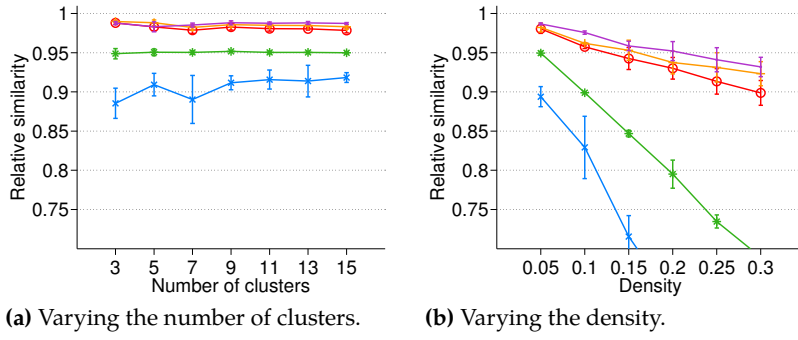 1
0.95
0.9
0.85
0.8
0.75
Relative similarity
3 5 7 9 11 13 15
Number of clusters
(a) Varying the number of clusters.
1
0.95
0.9
0.85
0.8
0.75
Relative similarity
0.05 0.1 0.15 0.2 0.25 0.3
Density
(b) Varying the density.